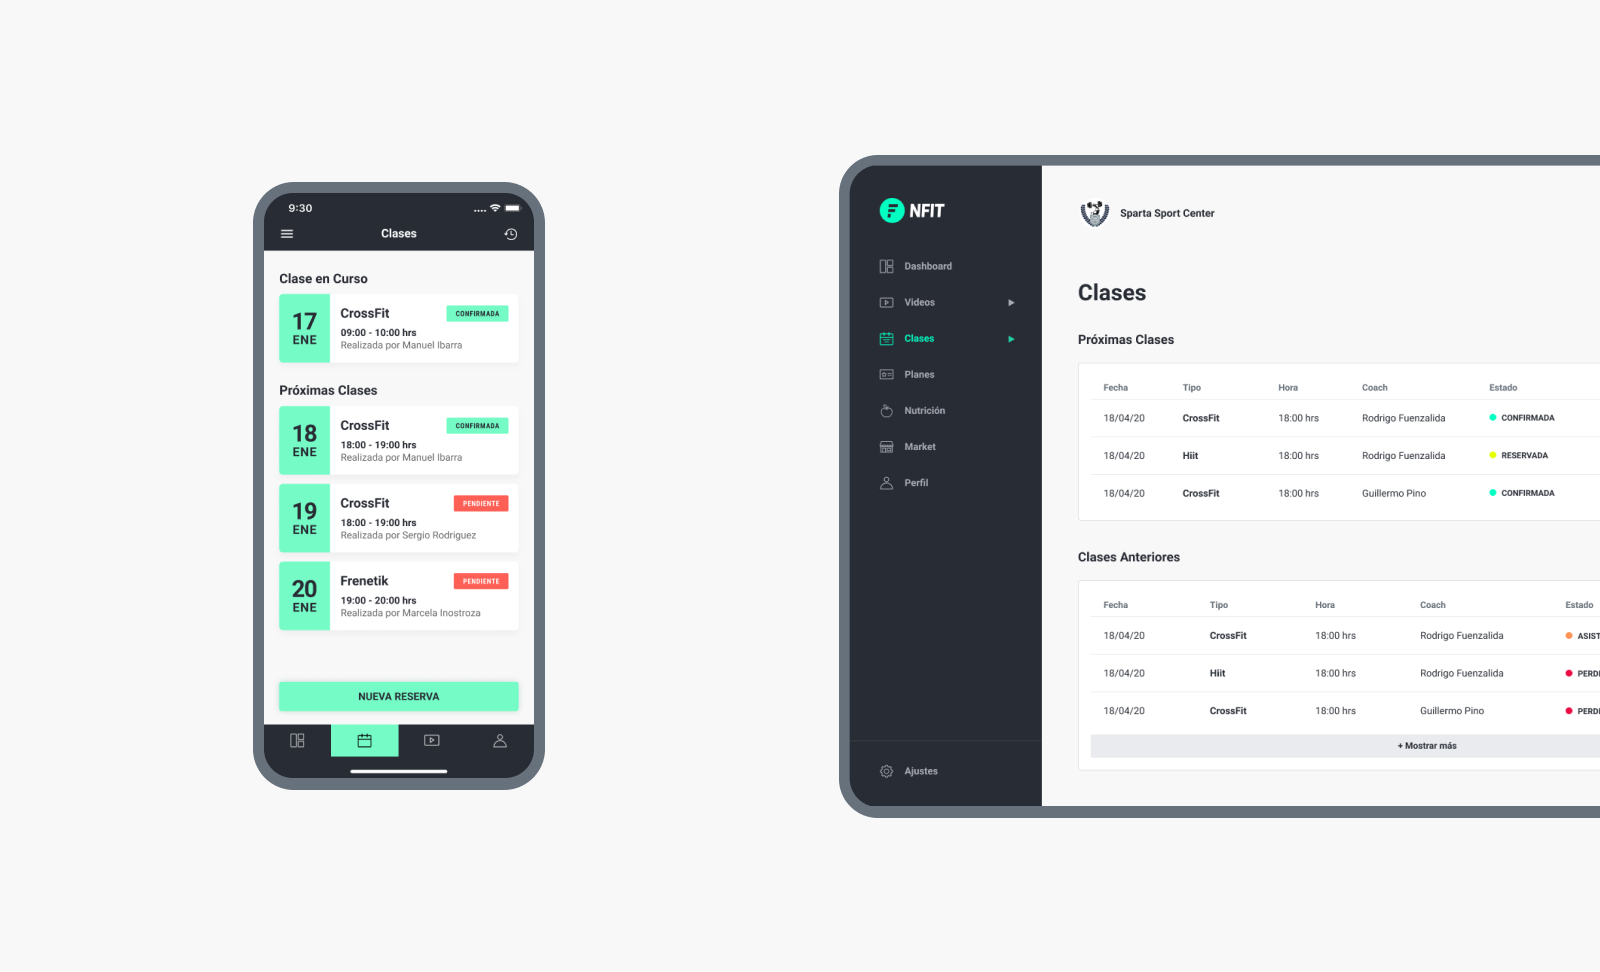 9:30
Clases
Clase en Curso
17
ENE
CrossFit
CONFIRMADA
09:00 - 10:00 hrs
Realizada por Manuel Ibarra
Próximas Clases
18
ENE
CrossFit
CONFIRMADA
18:00 - 19:00 hrs
Realizada por Manuel Ibarra
19
ENE
CrossFit
PENDIENTE
18:00 - 19:00 hrs
Realizada por Sergio Rodriguez
20
ENE
Frenetik
PENDIENTE
19:00 - 20:00 hrs
Realizada por Marcela Inostroza
NUEVA RESERVA
NFIT
Dashboard
Videos
Clases
Planes
Nutrición
Market
Perfil
Ajustes
Sparta Sport Center
Clases
Próximas Clases
Fecha Tipo Hora Coach Estado
18/04/20 CrossFit 18:00 hrs Rodrigo Fuenzalida CONFIRMADA
18/04/20 Hiit 18:00 hrs Rodrigo Fuenzalida RESERVADA
18/04/20 CrossFit 18:00 hrs Guillermo Pino CONFIRMADA
Clases Anteriores
Fecha Tipo Hora Coach Estado
18/04/20 CrossFit 18:00 hrs Rodrigo Fuenzalida ASIST
18/04/20 Hiit 18:00 hrs Rodrigo Fuenzalida PERDI
18/04/20 CrossFit 18:00 hrs Guillermo Pino PERDI
+ Mostrar más